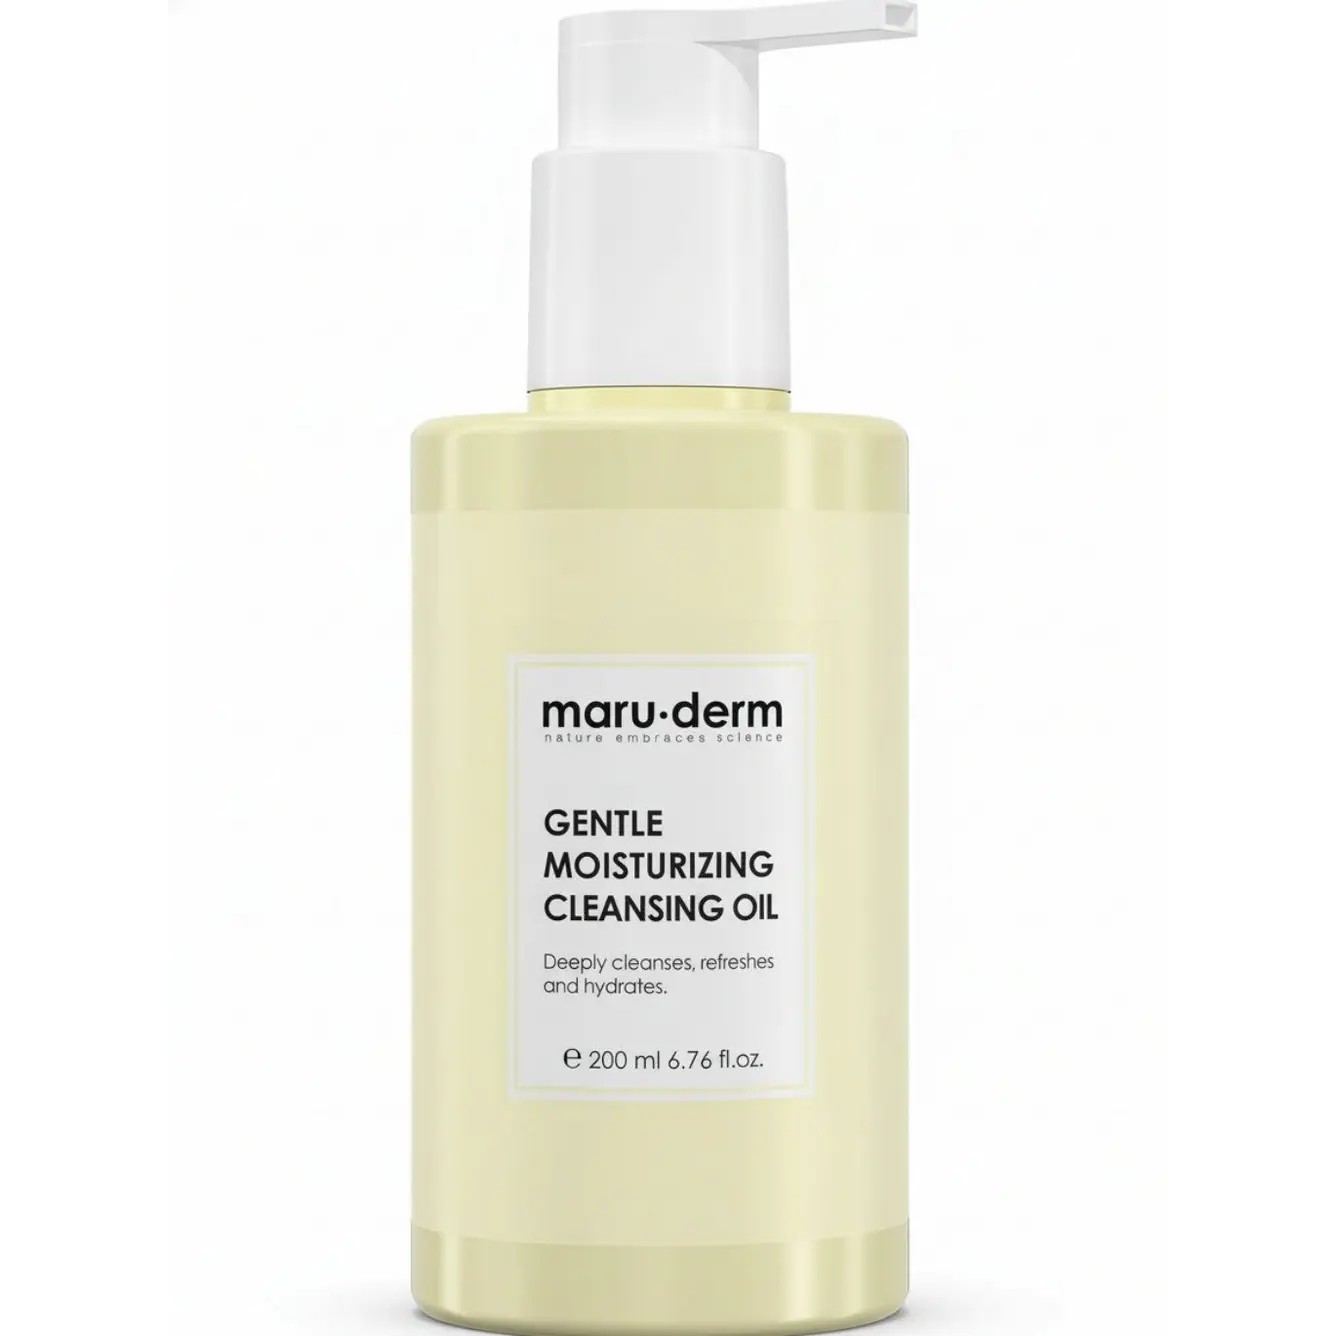 maru·derm
nature embraces science
GENTLE
MOISTURIZING
CLEANSING OIL
Deeply cleanses, refreshes
and hydrates.
℮ 200 ml 6.76 fl.oz.